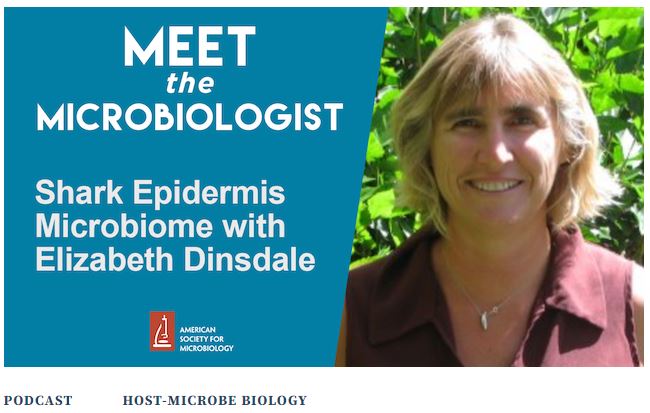 MEET
the
MICROBIOLOGIST
Shark Epidermis
Microbiome with
Elizabeth Dinsdale
AMERICAN
SOCIETY FOR
MICROBIOLOGY
PODCAST HOST-MICROBE BIOLOGY